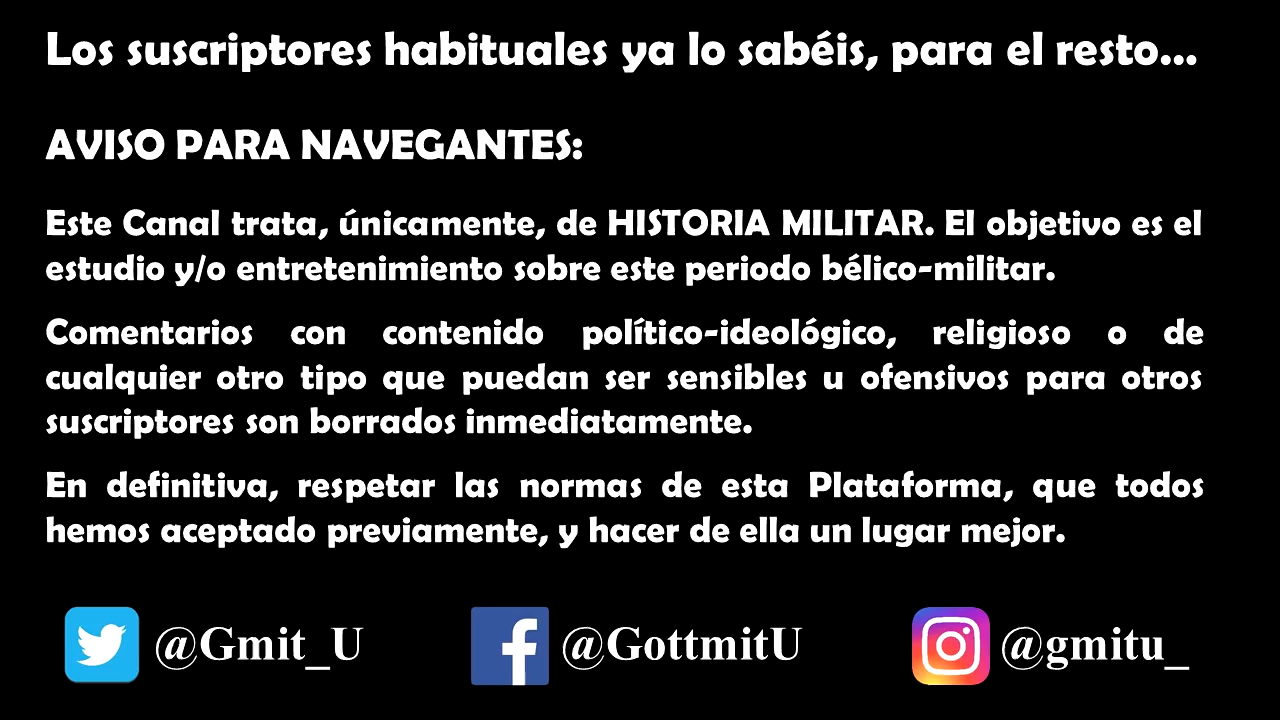 Los suscriptores habituales ya lo sabéis, para el resto...
AVISO PARA NAVEGANTES:
Este Canal trata, únicamente, de HISTORIA MILITAR. El objetivo es el
estudio y/o entretenimiento sobre este periodo bélico-militar.
Comentarios con contenido político-ideológico, religioso o de
cualquier otro tipo que puedan ser sensibles u ofensivos para otros
suscriptores son borrados inmediatamente.
En definitiva, respetar las normas de esta Plataforma, que todos
hemos aceptado previamente, y hacer de ella un lugar mejor.
@Gmit_U @GottmitU @gmitu_